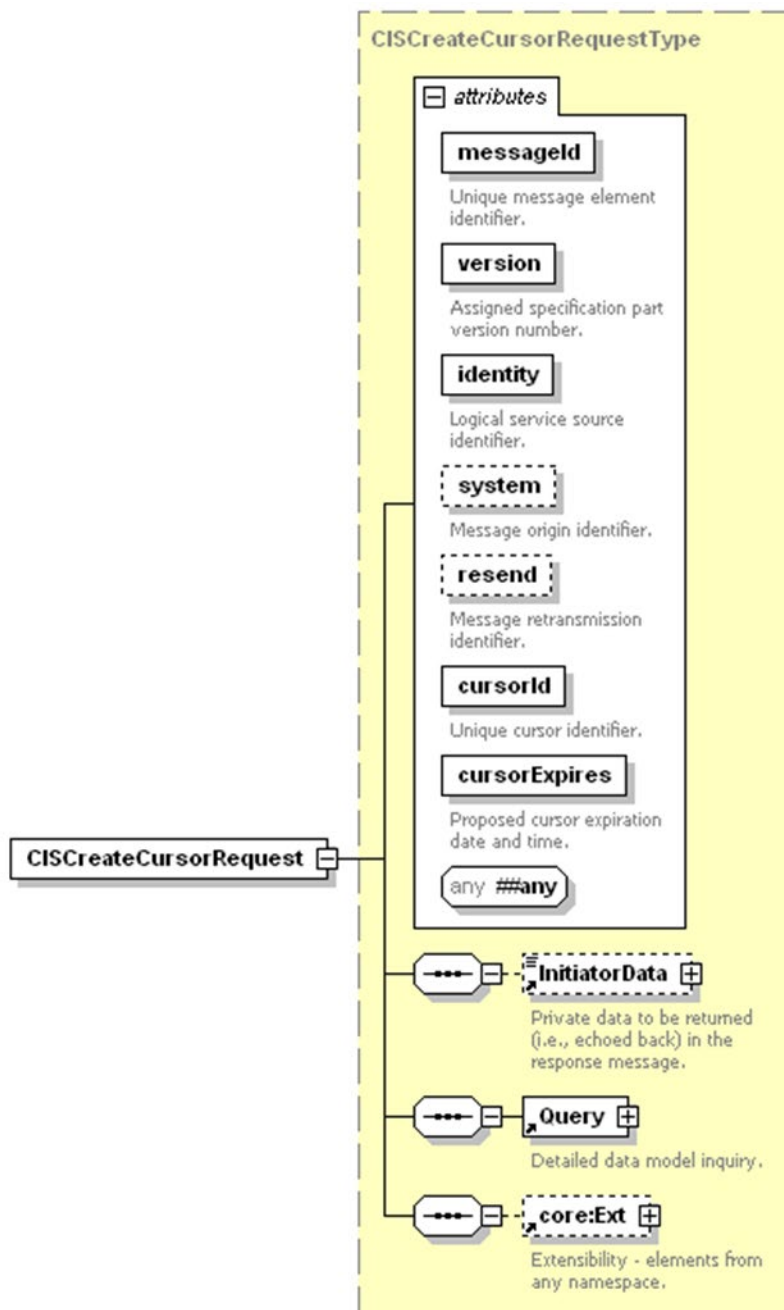 CISCreateCursorRequestType
attributes
messageId
Unique message element
identifier.
version
Assigned specification part
version number.
identity
Logical service source
identifier.
system
Message origin identifier.
resend
Message retransmission
identifier.
cursorId
Unique cursor identifier.
cursorExpires
Proposed cursor expiration
date and time.
any ##any
CISCreateCursorRequest
InitiatorData
Private data to be returned
(i.e., echoed back) in the
response message.
Query
Detailed data model inquiry.
core:Ext
Extensibility - elements from
any namespace.